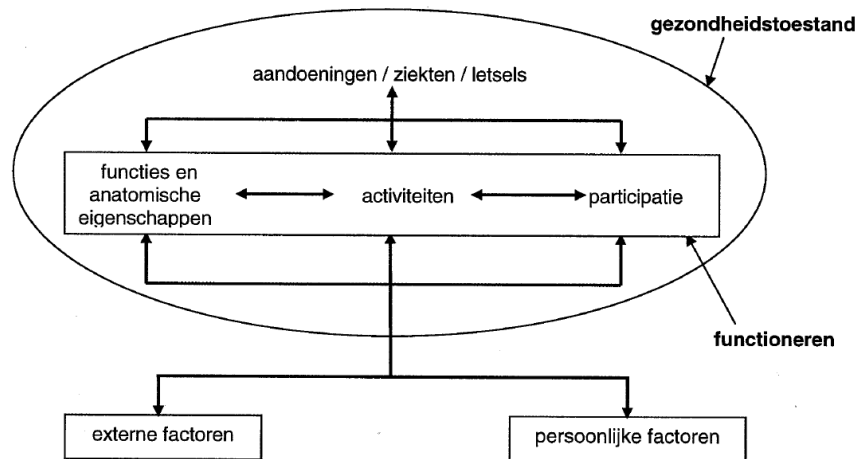 gezondheidstoestand
aandoeningen / ziekten / letsels
functies en
anatomische
eigenschappen
activiteiten
participatie
functioneren
externe factoren
persoonlijke factoren